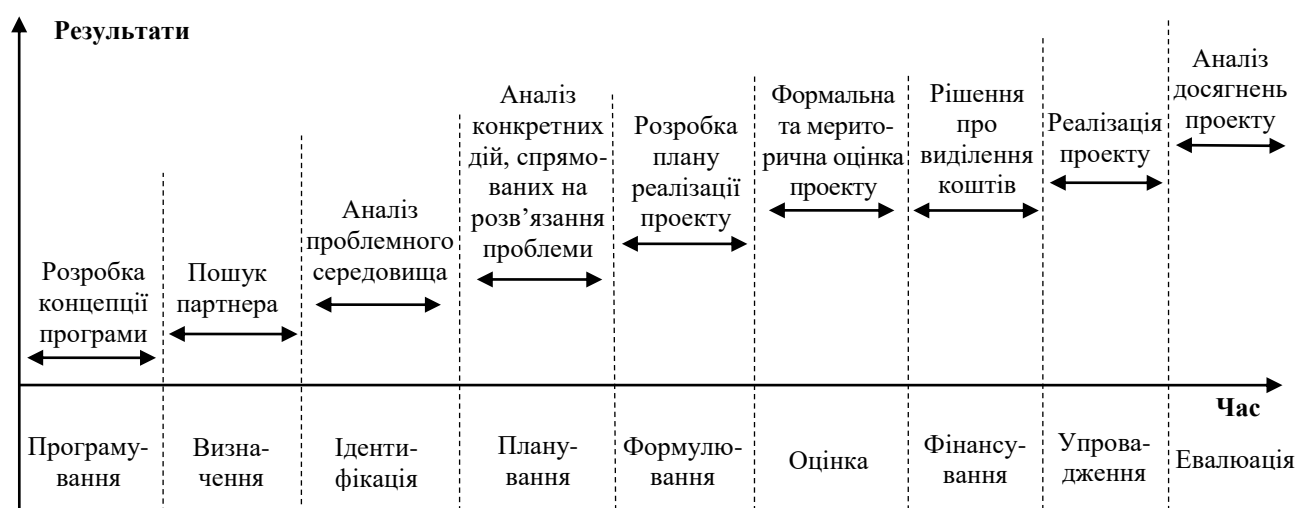 Результати
Розробка
концепції
програми
Пошук
партнера
Аналіз
проблемного
середовища
Аналіз
конкретних
дій, спрямо-
ваних на
розв’язання
проблеми
Розробка
плану
реалізації
проекту
Формальна
та мерито-
рична оцінка
проекту
Рішення
про
виділення
коштів
Реалізація
проекту
Аналіз
досягнень
проекту
Час
Програму-
вання
Визна-
чення
Іденти-
фікація
Плану-
вання
Формулю-
вання
Оцінка
Фінансу-
вання
Упрова-
дження
Евалюація